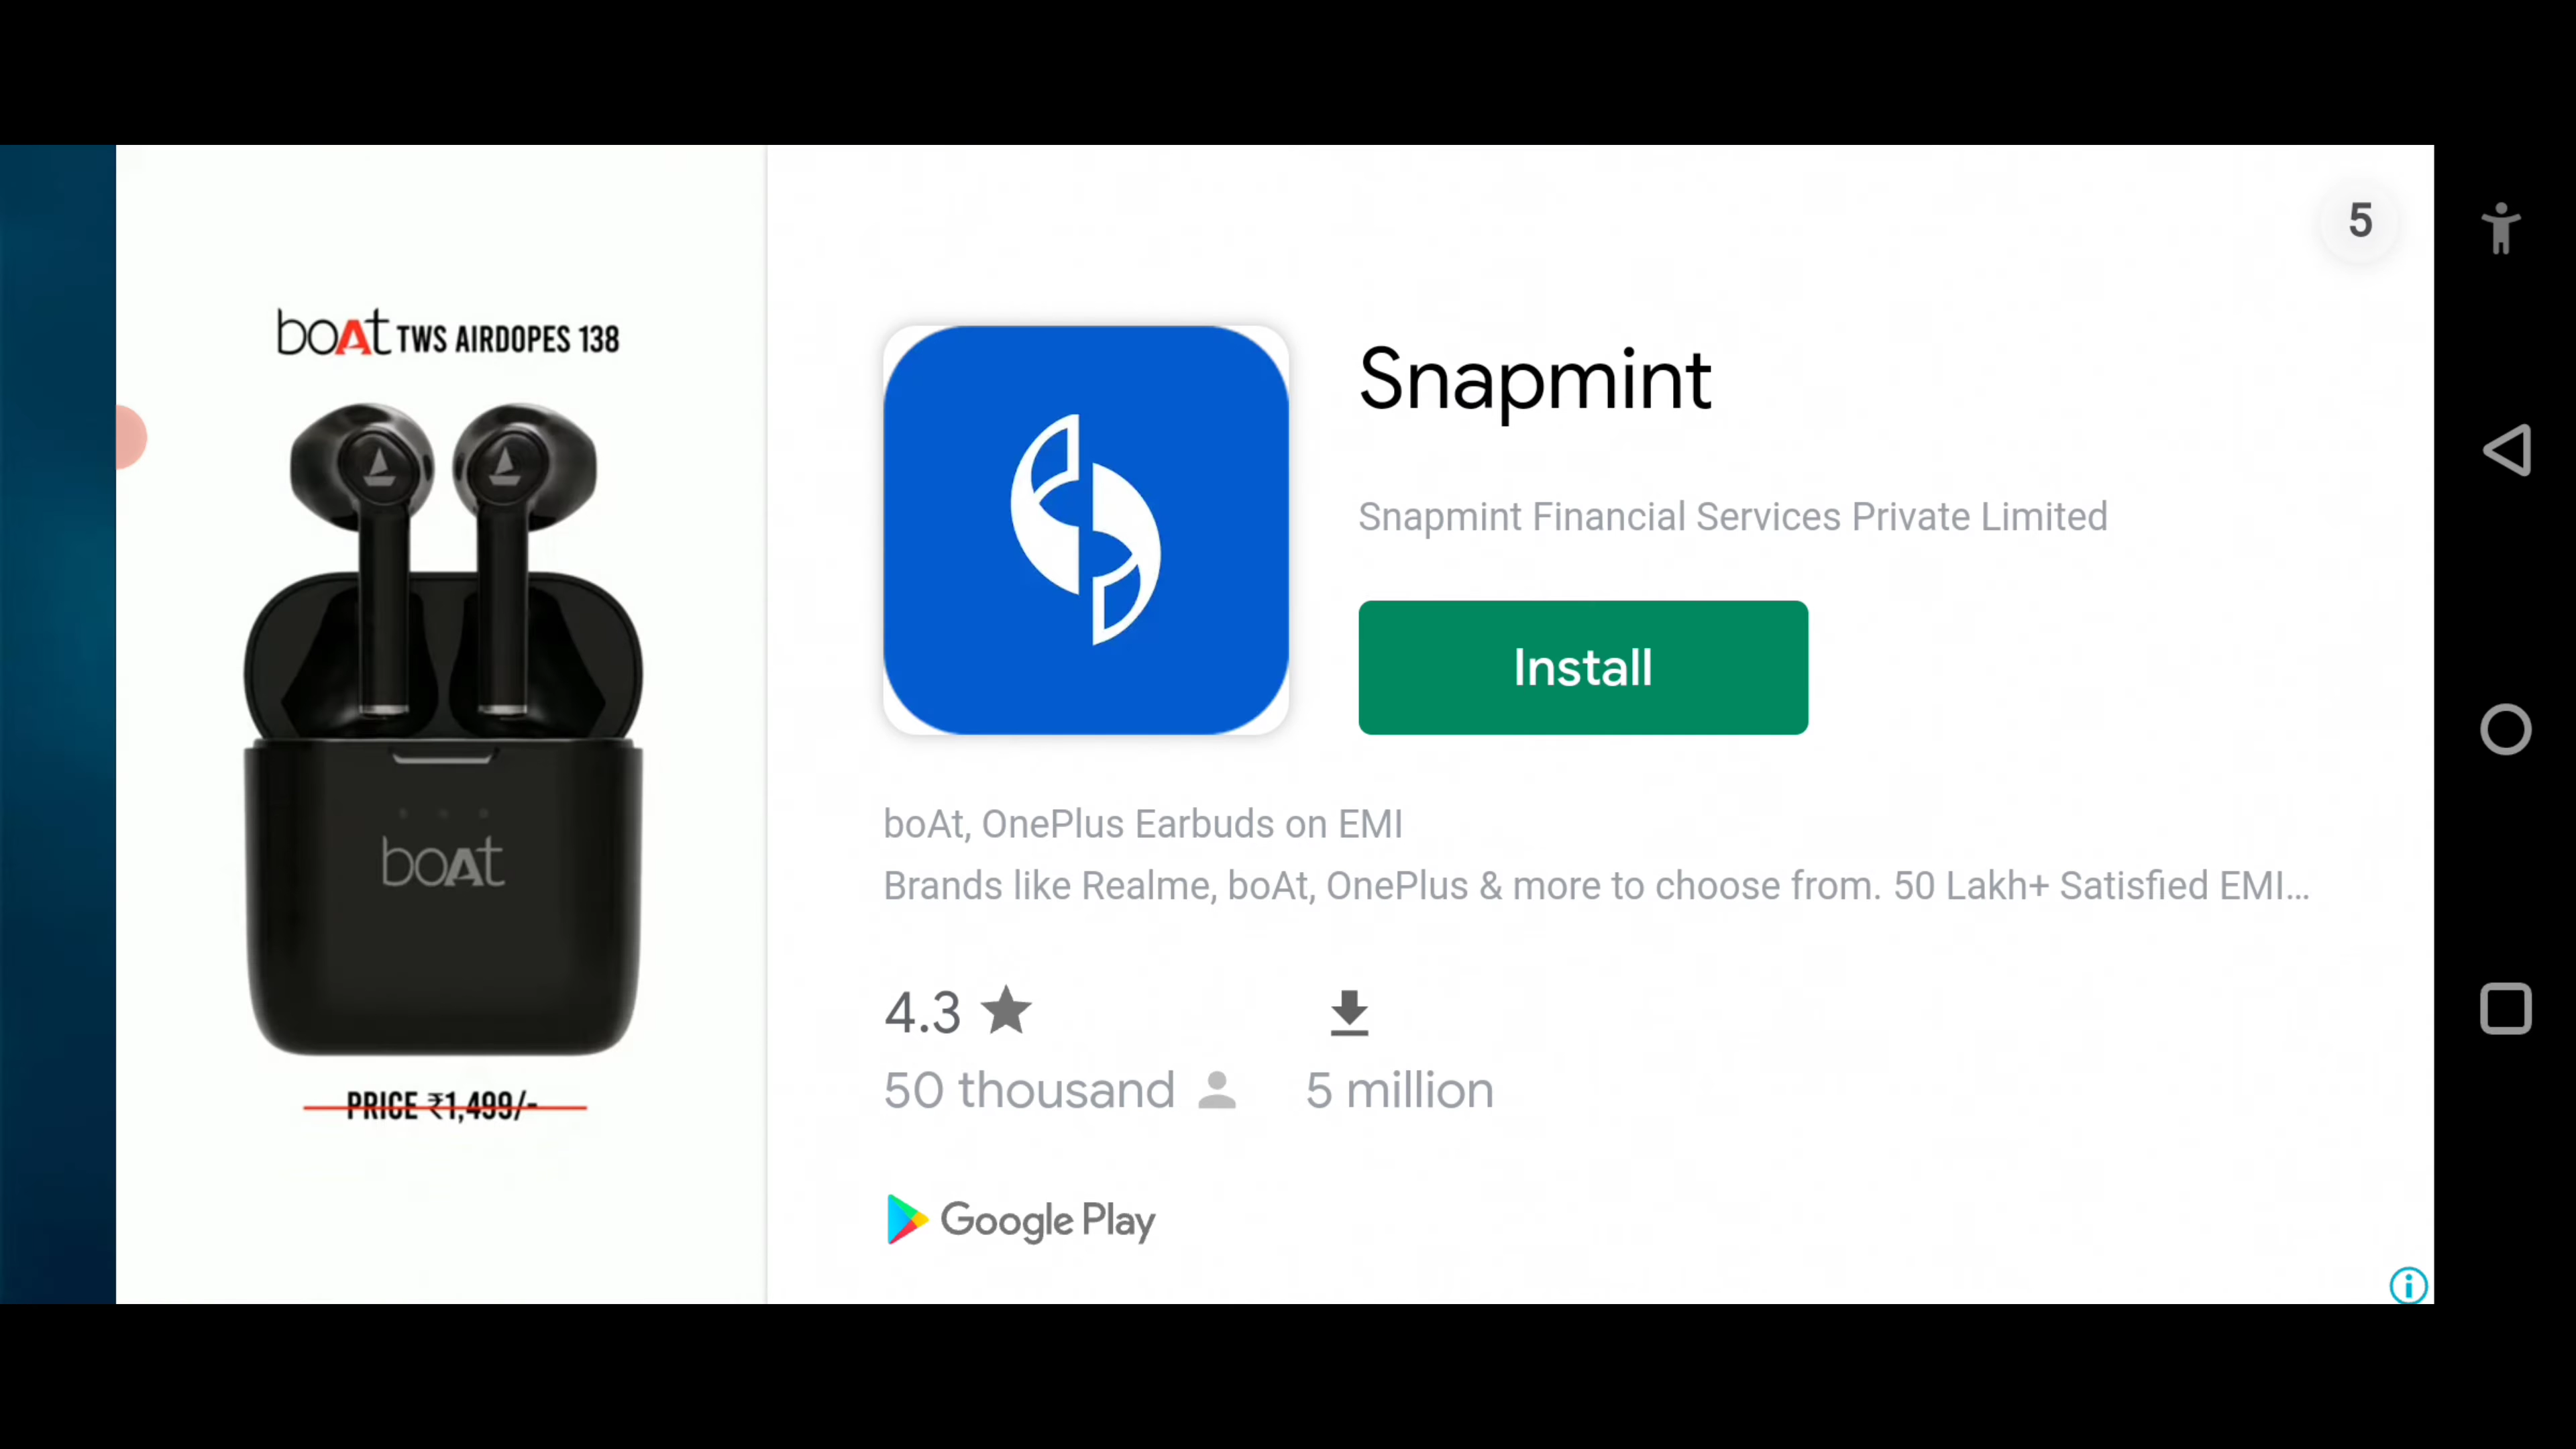 boAt TWS AIRDOPES 138
boAt
PRICE ₹1,499/-
5
Snapmint
Snapmint Financial Services Private Limited
Install
boAt, OnePlus Earbuds on EMI
Brands like Realme, boAt, OnePlus & more to choose from. 50 Lakh+ Satisfied EMI...
4.3
50 thousand
5 million
Google Play